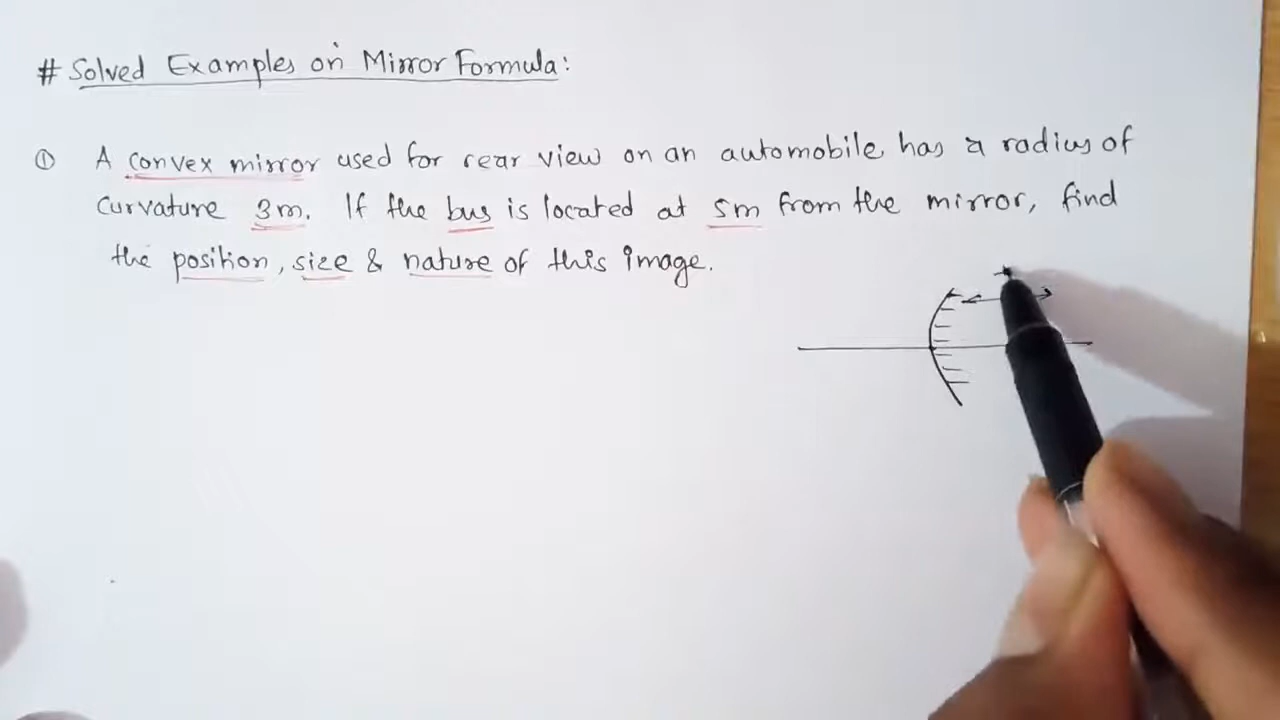 # Solved Examples on Mirror Formula:
① A convex mirror used for rear view on an automobile has a radius of
curvature 3m. If the bus is located at 5m from the mirror, find
the position, size & nature of this image.